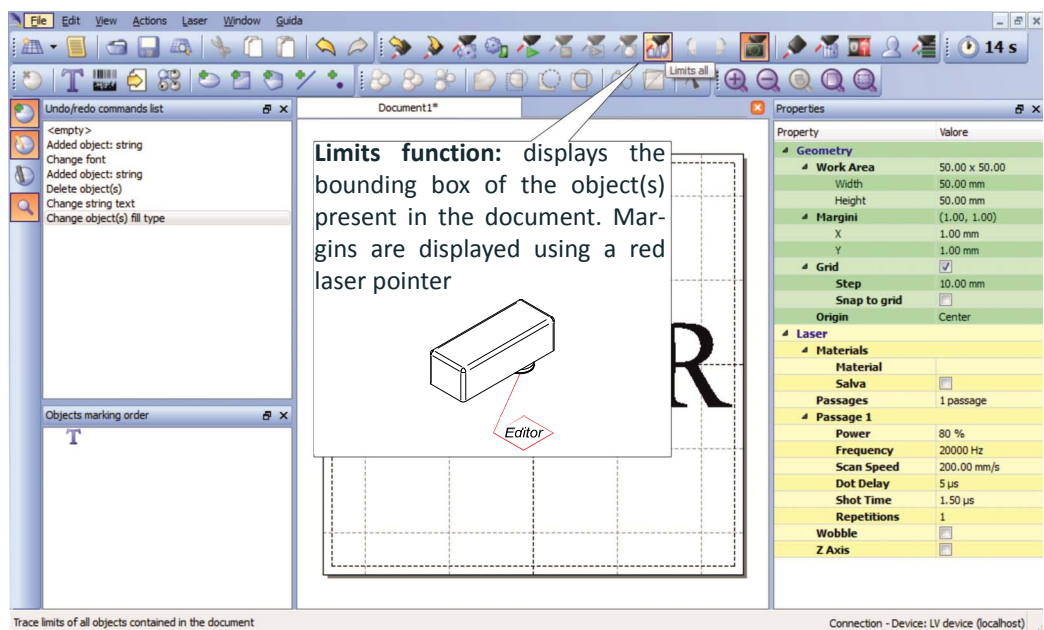 File Edit View Actions Laser Window Guida
14 s
Limits all
Undo/redo commands list
<empty>
Added object: string
Change font
Added object: string
Delete object(s)
Change string text
Change object(s) fill type
Objects marking order
T
Document1*
Limits function: displays the
bounding box of the object(s)
present in the document. Mar-
gins are displayed using a red
laser pointer
Editor
R
Properties
Property Valore
Geometry
Work Area 50.00 x 50.00
Width 50.00 mm
Height 50.00 mm
Margini (1.00, 1.00)
X 1.00 mm
Y 1.00 mm
Grid
Step 10.00 mm
Snap to grid
Origin Center
Laser
Materials
Material
Salva
Passages 1 passage
Passage 1
Power 80 %
Frequency 20000 Hz
Scan Speed 200.00 mm/s
Dot Delay 5 µs
Shot Time 1.50 µs
Repetitions 1
Wobble
Z Axis
Trace limits of all objects contained in the document
Connection - Device: LV device (localhost)